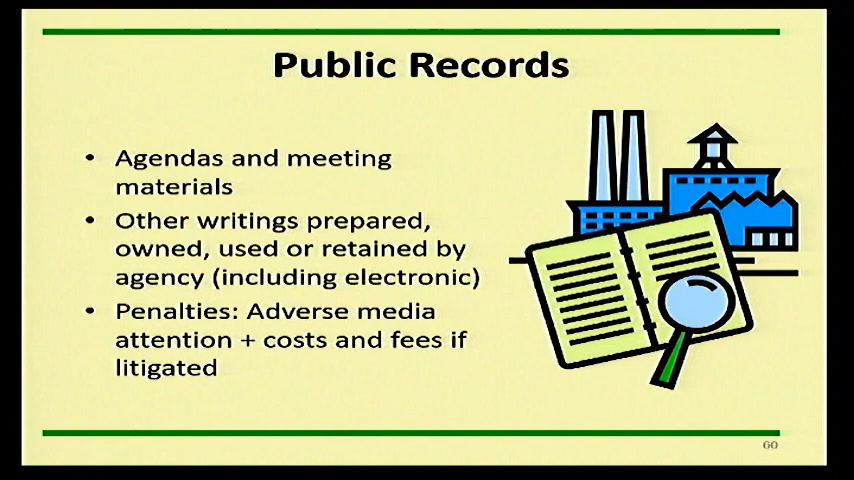 Public Records
• Agendas and meeting
materials
• Other writings prepared,
owned, used or retained by
agency (including electronic)
• Penalties: Adverse media
attention + costs and fees if
litigated
60